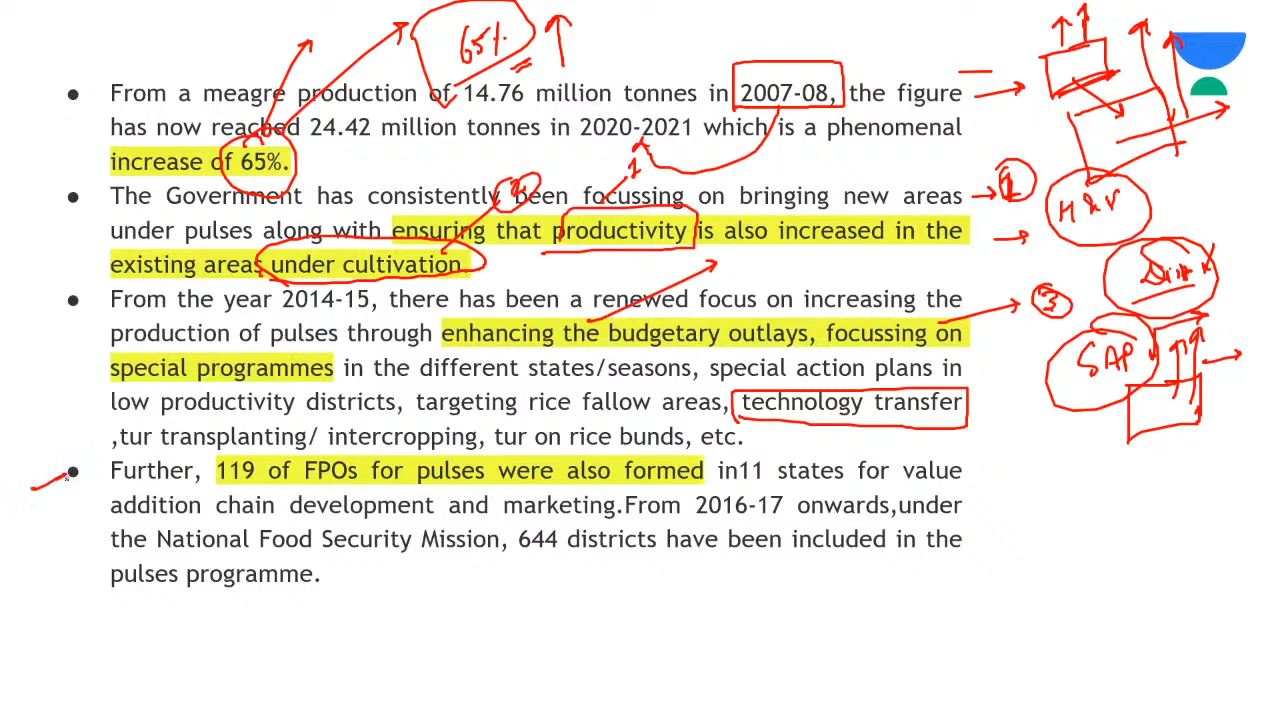 65%
● From a meagre production of 14.76 million tonnes in 2007-08, the figure
has now reached 24.42 million tonnes in 2020-2021 which is a phenomenal
increase of 65%.
● The Government has consistently been focussing on bringing new areas
under pulses along with ensuring that productivity is also increased in the
existing areas under cultivation.
● From the year 2014-15, there has been a renewed focus on increasing the
production of pulses through enhancing the budgetary outlays, focussing on
special programmes in the different states/seasons, special action plans in
low productivity districts, targeting rice fallow areas, technology transfer
,tur transplanting/ intercropping, tur on rice bunds, etc.
● Further, 119 of FPOs for pulses were also formed in11 states for value
addition chain development and marketing.From 2016-17 onwards,under
the National Food Security Mission, 644 districts have been included in the
pulses programme.
1
2
3
SAP